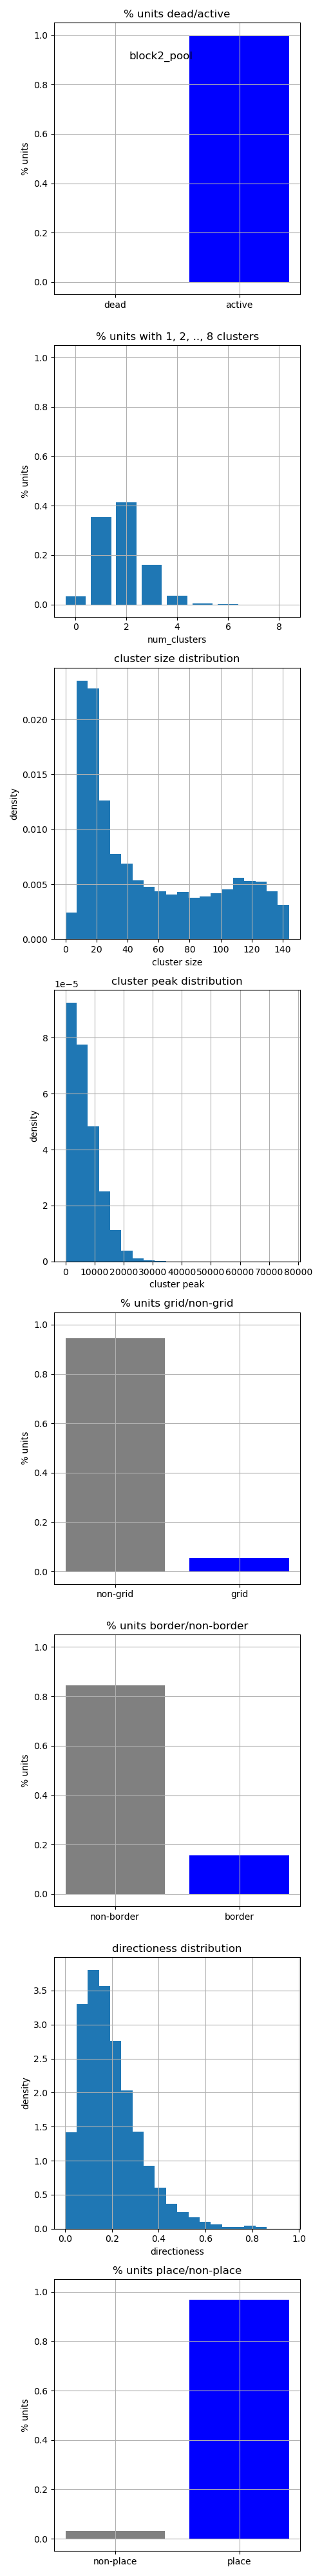 % units dead/active
block2_poo
1.0
0.8
0.6
0.4
0.2
0.0
% units
dead active
% units with 1, 2, .., 8 clusters
1.0
0.8
0.6
0.4
0.2
0.0
% units
0 2 4 6 8
num_clusters
cluster size distribution
0.020
0.015
0.010
0.005
0.000
density
0 20 40 60 80 100 120 140
cluster size
cluster peak distribution
1e−5
8
6
4
2
0
density
0 10000 20000 30000 40000 50000 60000 70000 80000
cluster peak
% units grid/non-grid
1.0
0.8
0.6
0.4
0.2
0.0
% units
non-grid grid
% units border/non-border
1.0
0.8
0.6
0.4
0.2
0.0
% units
non-border border
directioness distribution
3.5
3.0
2.5
2.0
1.5
1.0
0.5
0.0
density
0.0 0.2 0.4 0.6 0.8 1.0
directioness
% units place/non-place
1.0
0.8
0.6
0.4
0.2
0.0
% units
non-place place